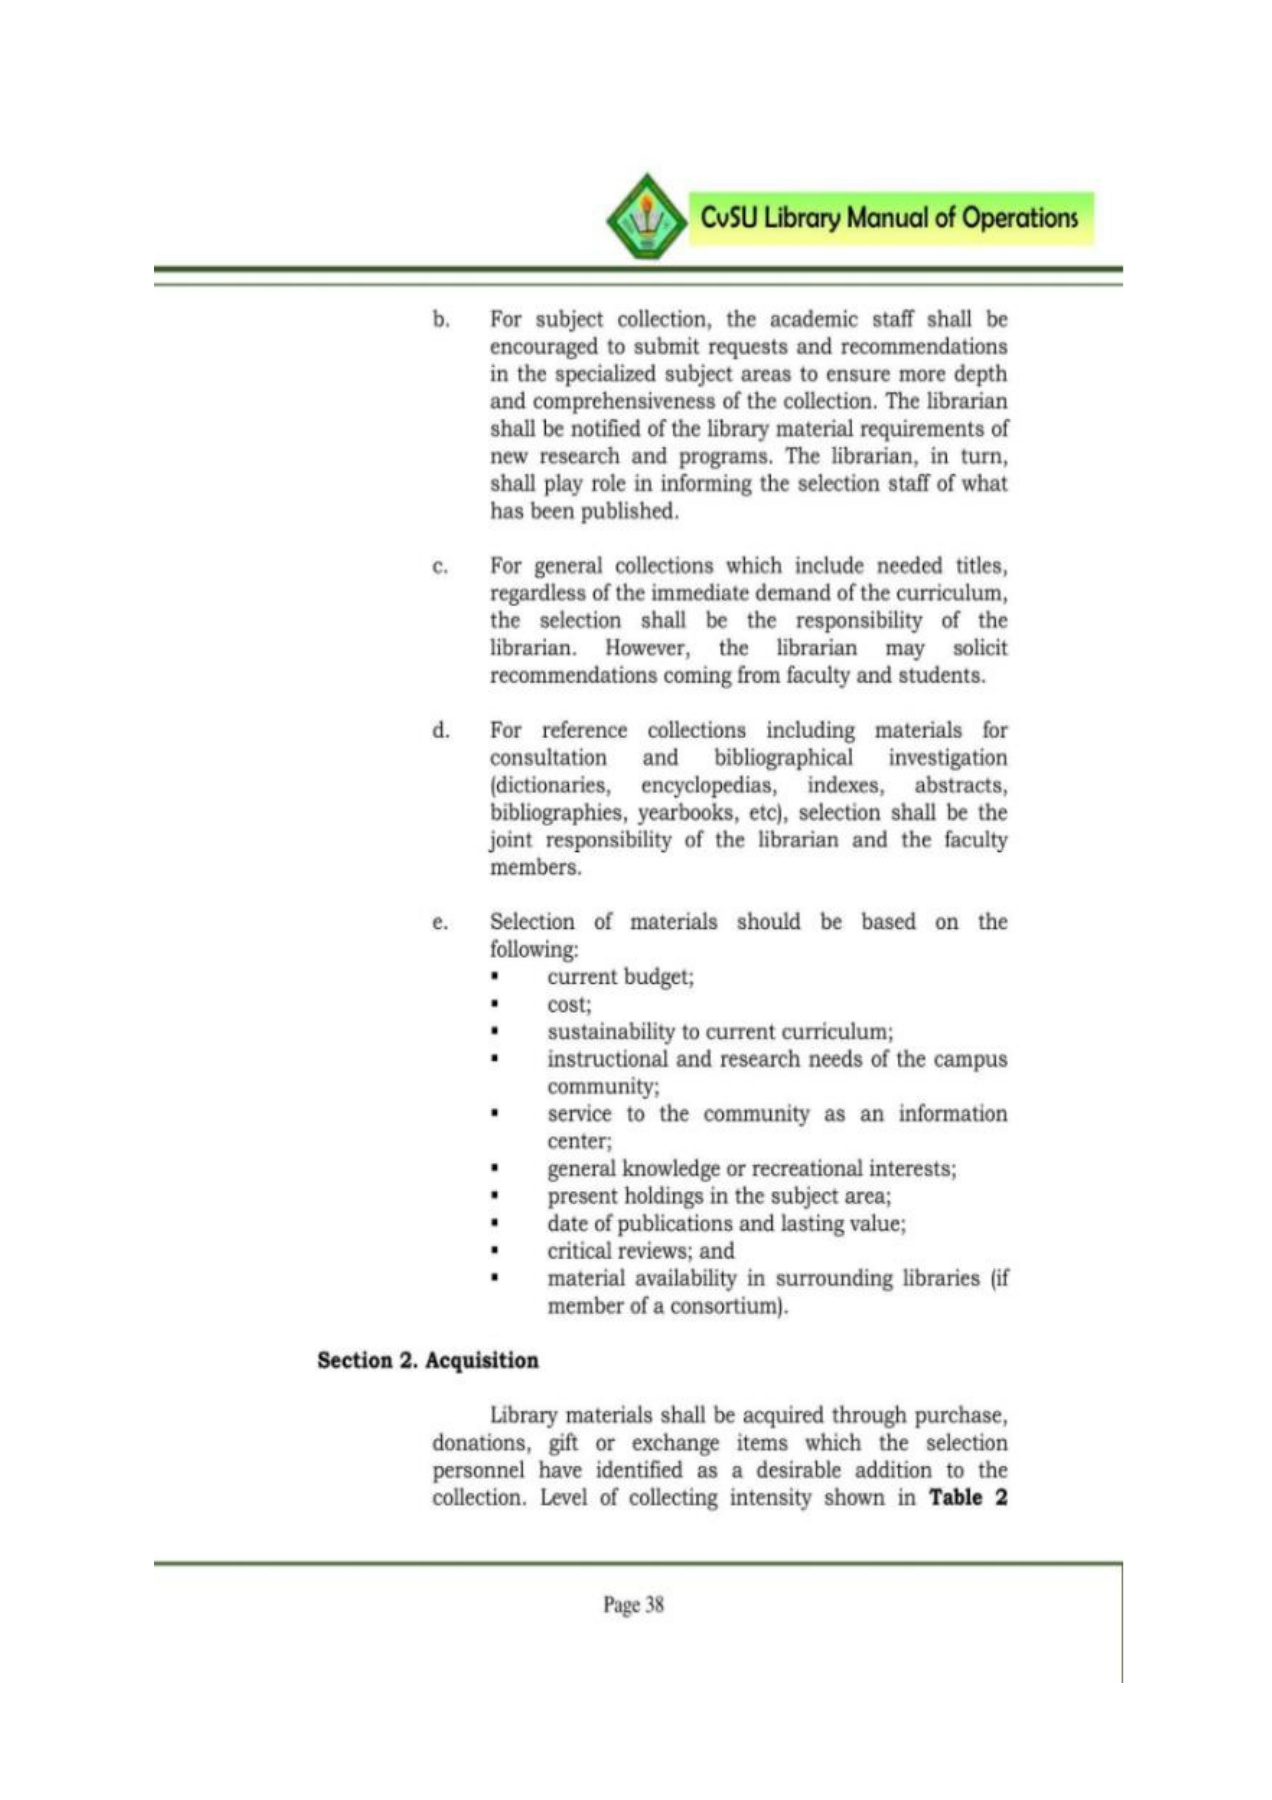 CvSU Library Manual of Operations
b. For subject collection, the academic staff shall be
encouraged to submit requests and recommendations
in the specialized subject areas to ensure more depth
and comprehensiveness of the collection. The librarian
shall be notified of the library material requirements of
new research and programs. The librarian, in turn,
shall play role in informing the selection staff of what
has been published.
c. For general collections which include needed titles,
regardless of the immediate demand of the curriculum,
the selection shall be the responsibility of the
librarian. However, the librarian may solicit
recommendations coming from faculty and students.
d. For reference collections including materials for
consultation and bibliographical investigation
(dictionaries, encyclopedias, indexes, abstracts,
bibliographies, yearbooks, etc), selection shall be the
joint responsibility of the librarian and the faculty
members.
e. Selection of materials should be based on the
following:
▪ current budget;
▪ cost;
▪ sustainability to current curriculum;
▪ instructional and research needs of the campus
community;
▪ service to the community as an information
center;
▪ general knowledge or recreational interests;
▪ present holdings in the subject area;
▪ date of publications and lasting value;
▪ critical reviews; and
▪ material availability in surrounding libraries (if
member of a consortium).
Section 2. Acquisition
Library materials shall be acquired through purchase,
donations, gift or exchange items which the selection
personnel have identified as a desirable addition to the
collection. Level of collecting intensity shown in Table 2
Page 38